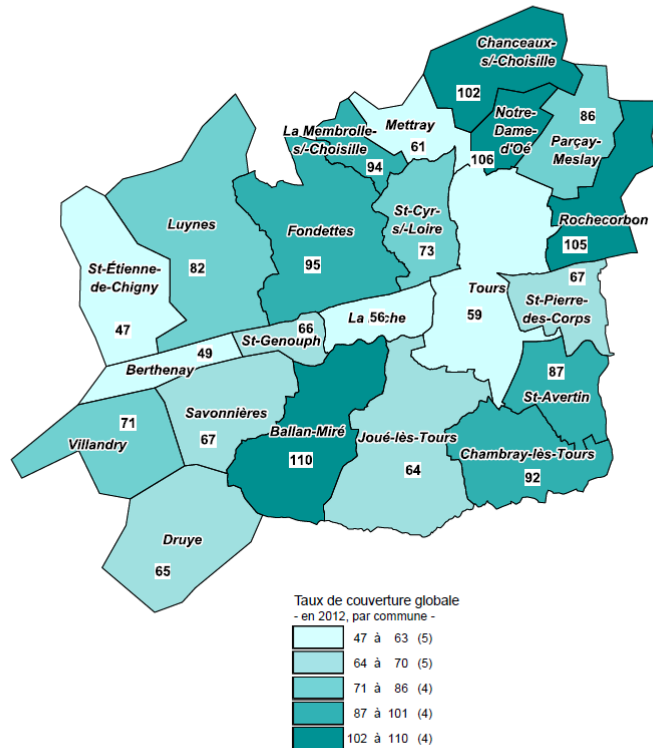 Chanceaux-
s/-Choisille
102
Notre-
Dame-
d'Oé
106
86
Parçay-
Meslay
Mettray
61
La Membrolle-
s/-Choisille
94
Rochecorbon
105
Luynes
82
Fondettes
95
St-Cyr-
s/-Loire
73
St-Étienne-
de-Chigny
47
67
St-Pierre-
des-Corps
Tours
59
La 56 che
66
St-Genouph
49
Berthenay
87
St-Avertin
71
Villandry
Savonnières
67
Ballan-Miré
110
Joué-lès-Tours
64
Chambray-lès-Tours
92
Druye
65
Taux de couverture globale
- en 2012, par commune -
47 à 63 (5)
64 à 70 (5)
71 à 86 (4)
87 à 101 (4)
102 à 110 (4)